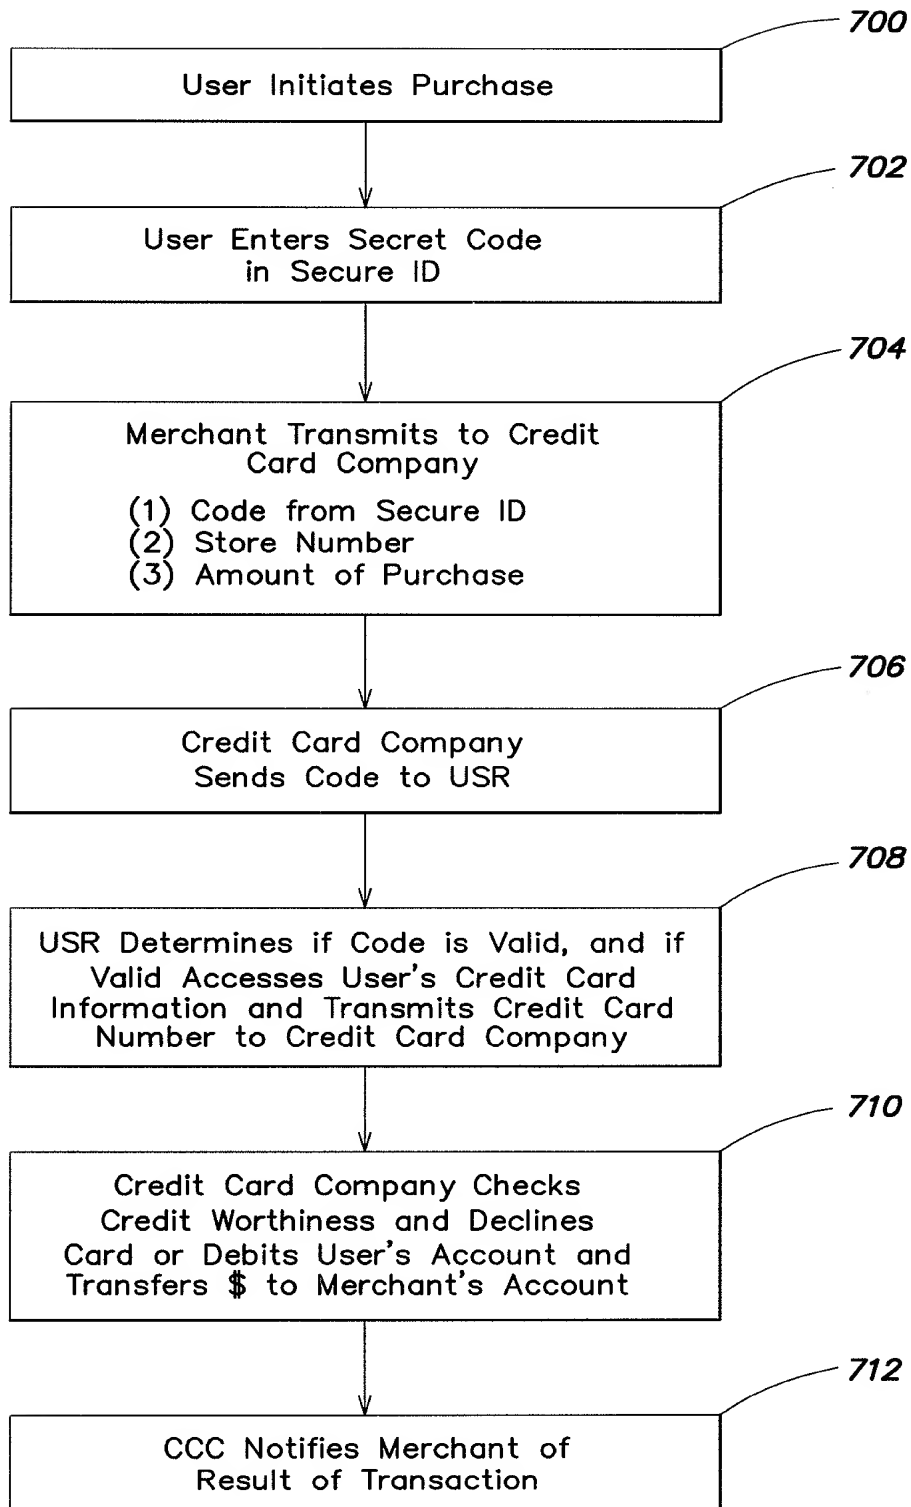 700
User Initiates Purchase
702
User Enters Secret Code
in Secure ID
704
Merchant Transmits to Credit
Card Company
(1) Code from Secure ID
(2) Store Number
(3) Amount of Purchase
706
Credit Card Company
Sends Code to USR
708
USR Determines if Code is Valid, and if
Valid Accesses User's Credit Card
Information and Transmits Credit Card
Number to Credit Card Company
710
Credit Card Company Checks
Credit Worthiness and Declines
Card or Debits User's Account and
Transfers $ to Merchant's Account
712
CCC Notifies Merchant of
Result of Transaction